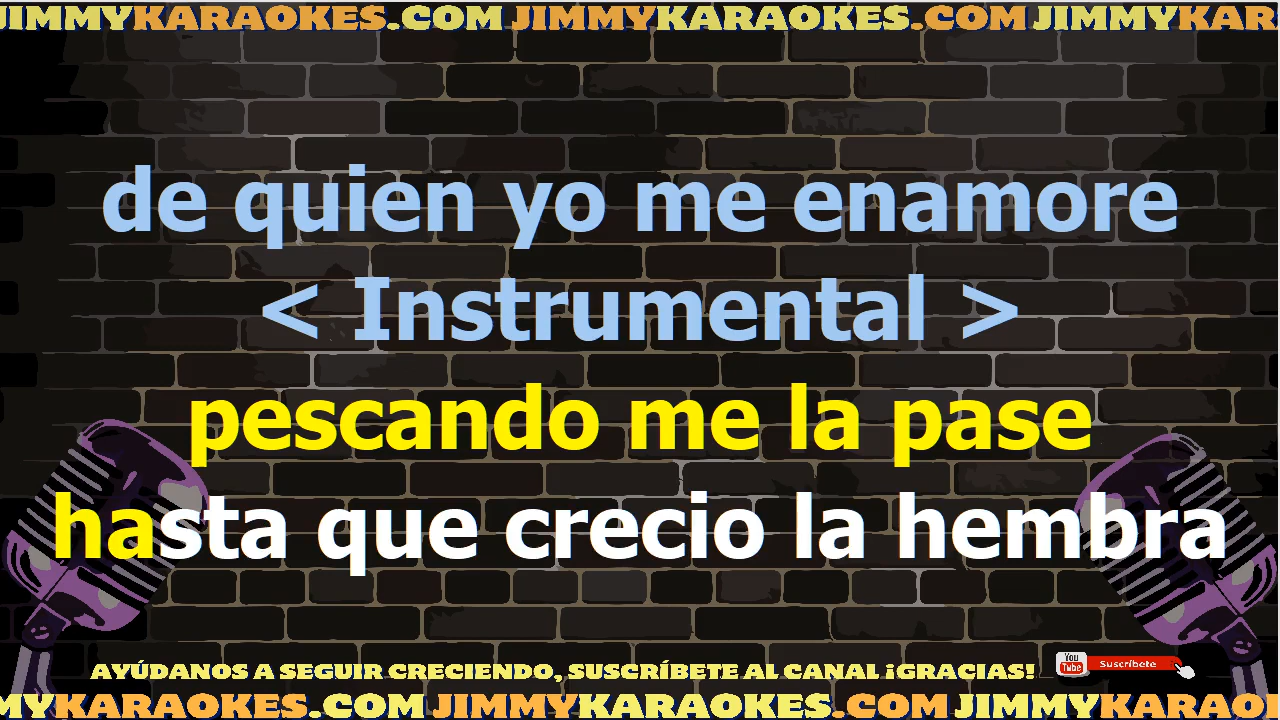 JIMMYKARAOKES.COM JIMMYKARAOKES.COM JIMMYKAR
de quien yo me enamore
< Instrumental >
pescando me la pase
hasta que crecio la hembra
AYÚDANOS A SEGUIR CRECIENDO, SUSCRÍBETE AL CANAL ¡GRACIAS!
You Tube Suscríbete
MYKARAOKES.COM JIMMYKARAOKES.COM JIMMYKARAOI